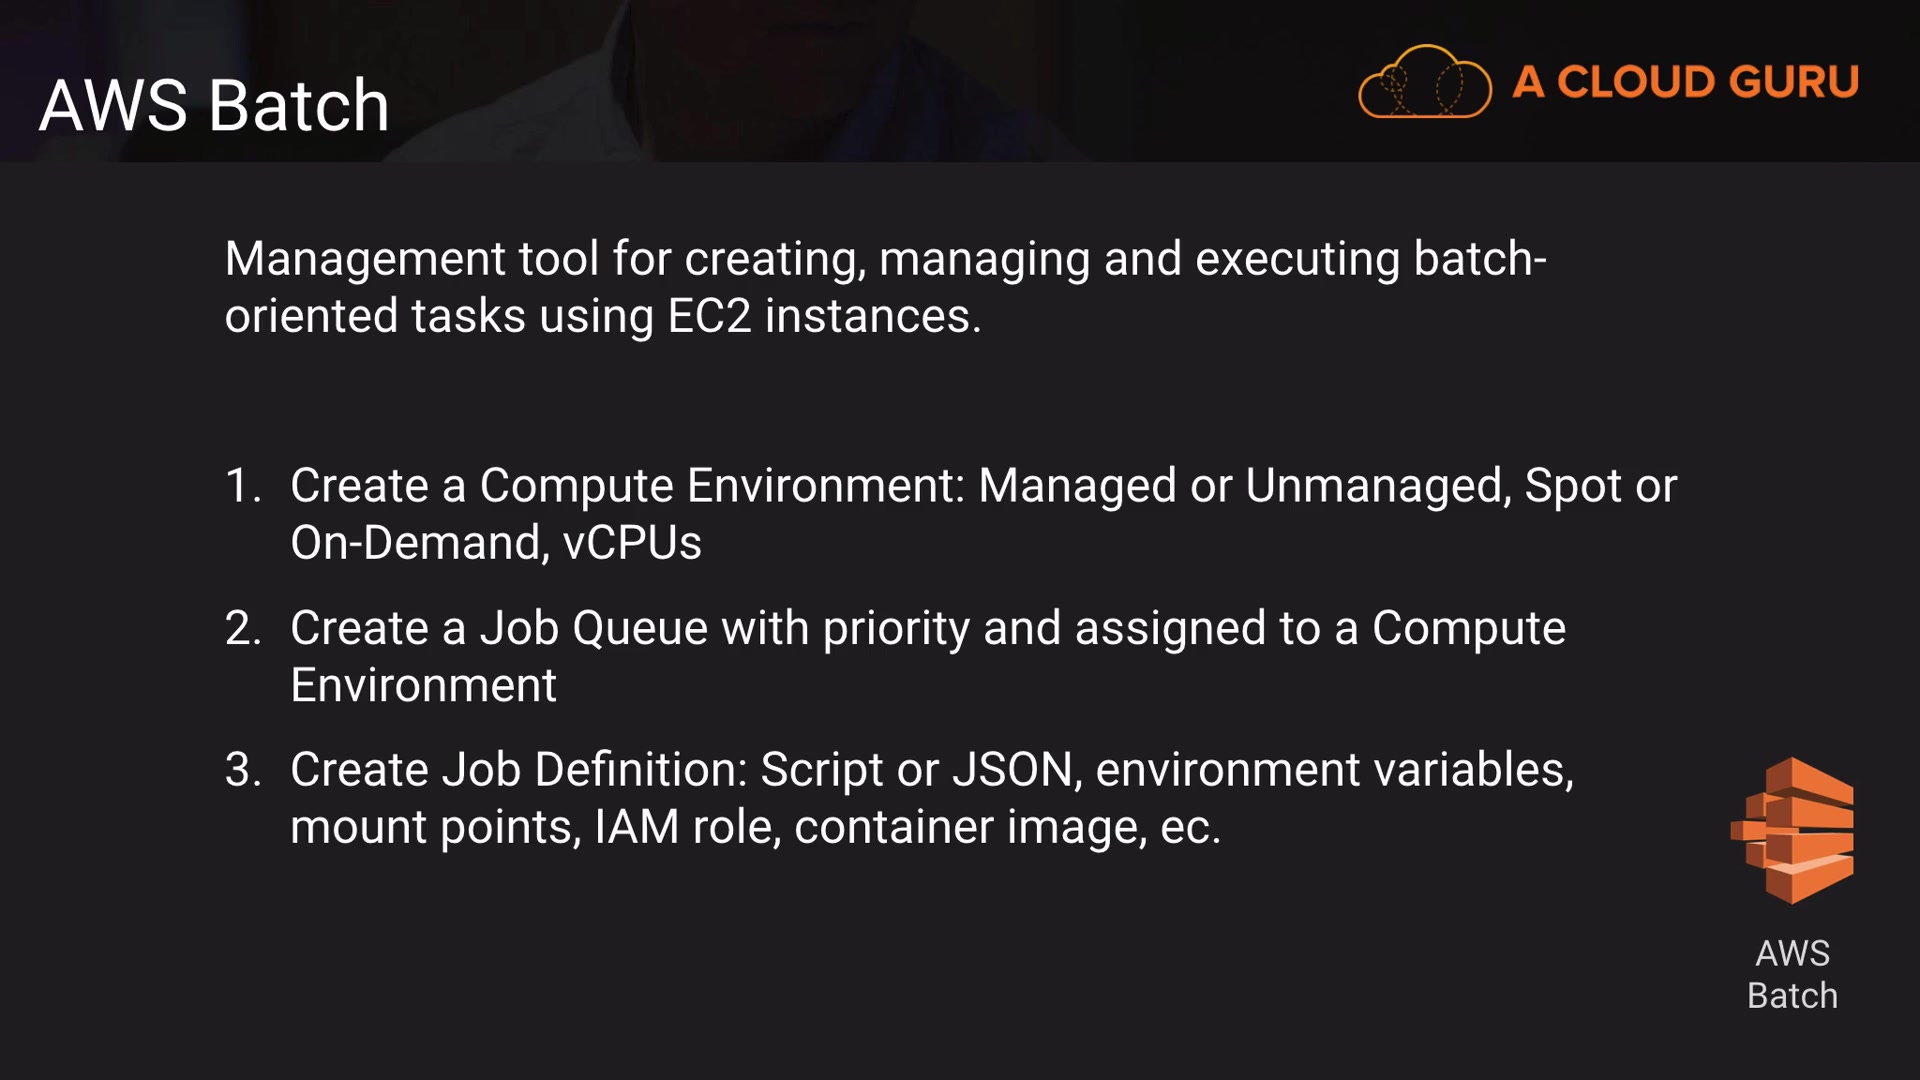 AWS Batch
A CLOUD GURU
Management tool for creating, managing and executing batch-
oriented tasks using EC2 instances.
1. Create a Compute Environment: Managed or Unmanaged, Spot or
On-Demand, vCPUs
2. Create a Job Queue with priority and assigned to a Compute
Environment
3. Create Job Definition: Script or JSON, environment variables,
mount points, IAM role, container image, ec.
AWS
Batch